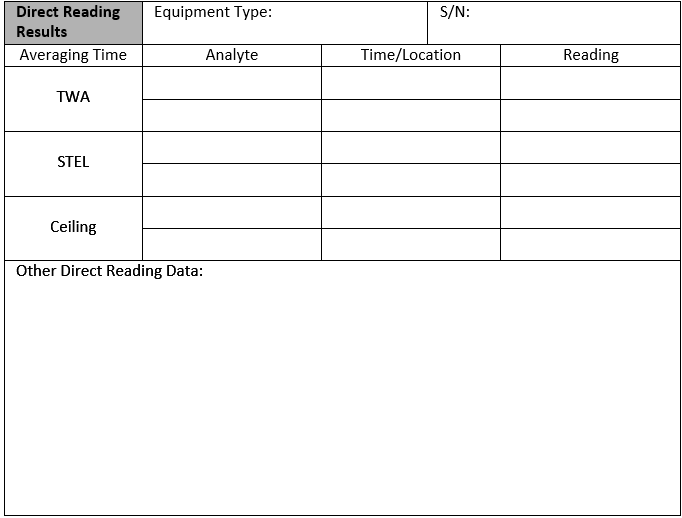 Direct Reading
Results
Equipment Type:
S/N:
Averaging Time
Analyte
Time/Location
Reading
TWA
STEL
Ceiling
Other Direct Reading Data: